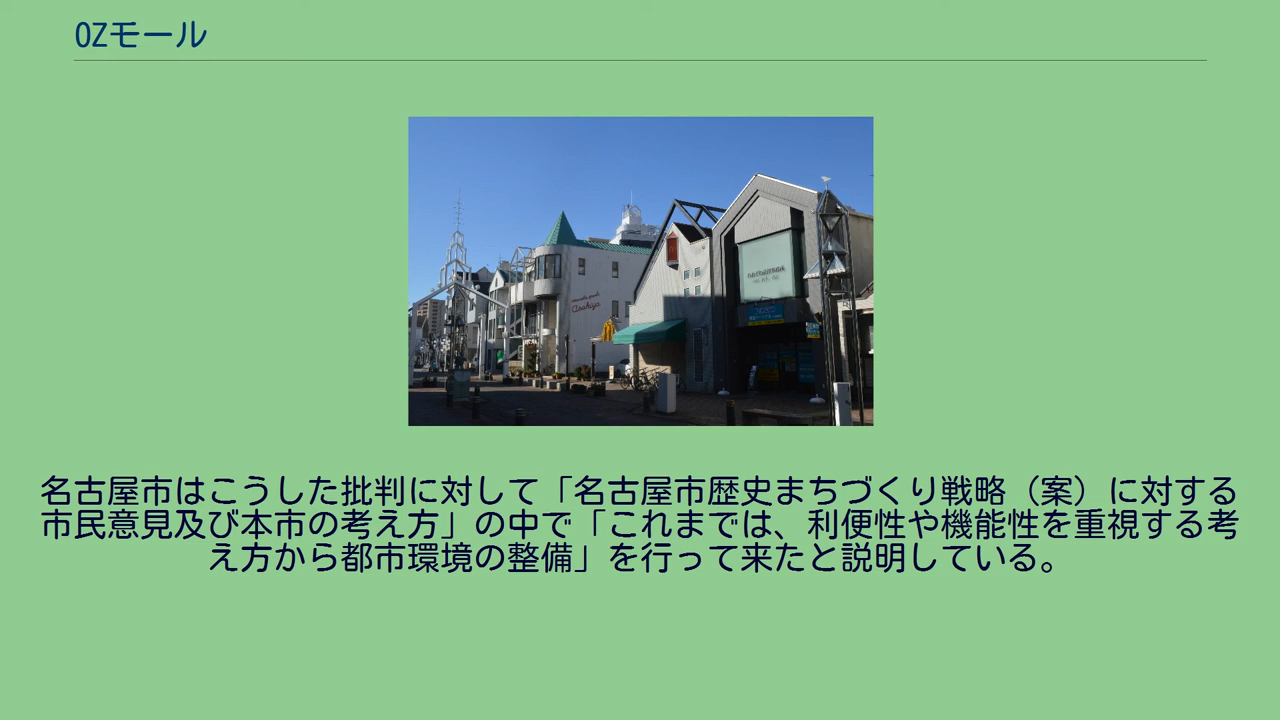 OZモール
Asahiya
名古屋市はこうした批判に対して「名古屋市歴史まちづくり戦略（案）に対する
市民意見及び本市の考え方」の中で「これまでは、利便性や機能性を重視する考
え方から都市環境の整備」を行って来たと説明している。